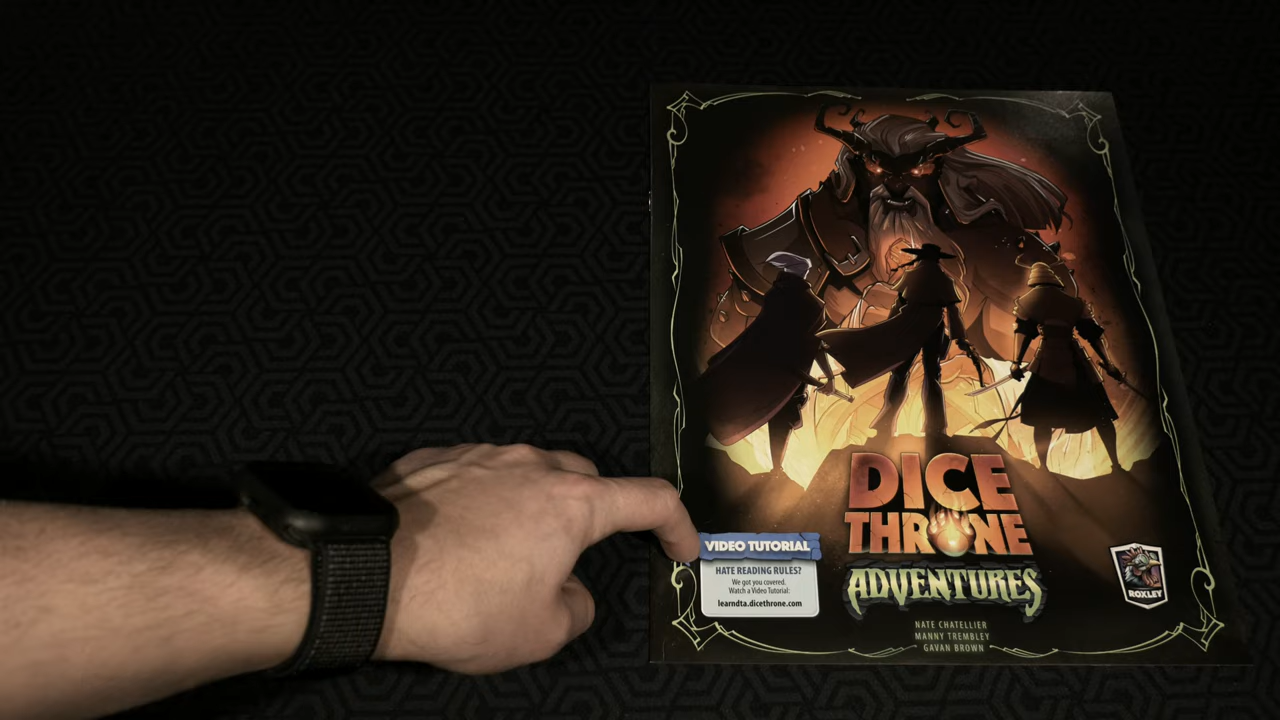 DICE
THRONE
ADVENTURES
VIDEO TUTORIAL
HATE READING RULES?
We got you covered.
Watch a Video Tutorial:
learndta.dicethrone.com
ROXLEY
NATE CHATELLIER
MANNY TREMBLEY
GAVAN BROWN